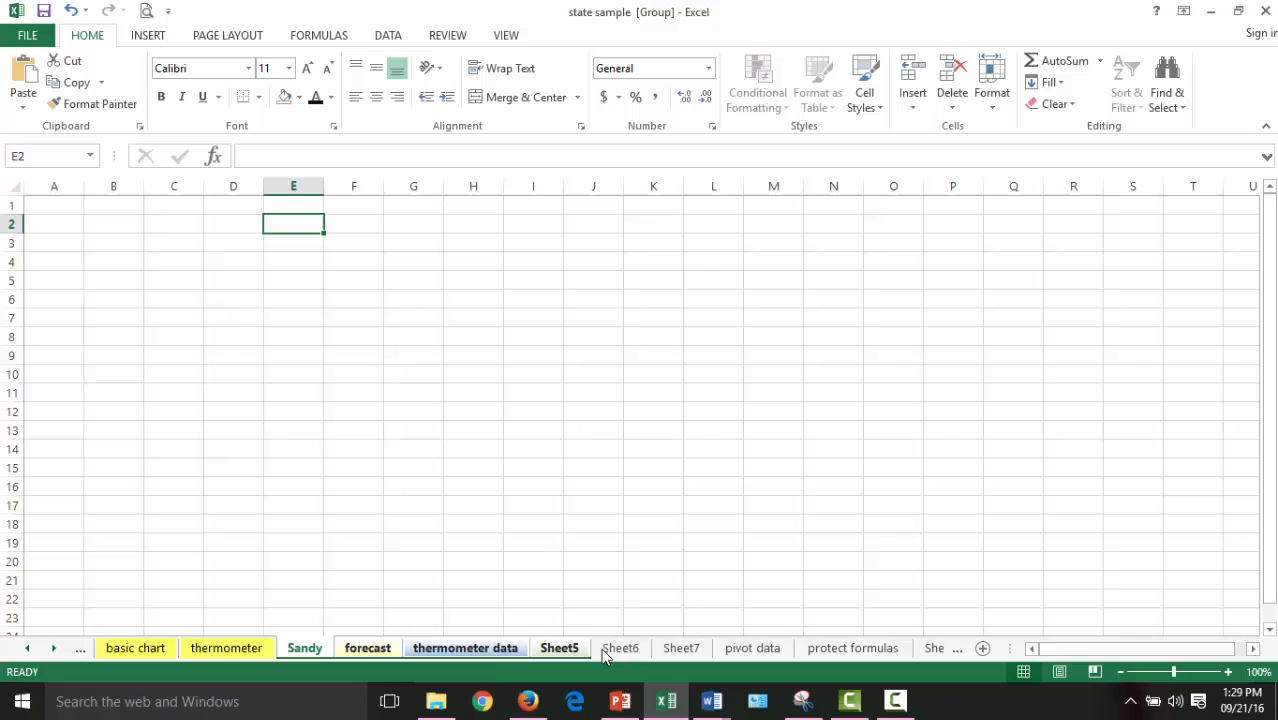 state sample [Group] - Excel
Sign in
FILE HOME INSERT PAGE LAYOUT FORMULAS DATA REVIEW VIEW
Cut
Copy
Format Painter
Paste
Clipboard
Calibri 11
B I U
Font
Wrap Text
Merge & Center
Alignment
General
$ % ,
Number
Conditional Formatting
Format as Table
Cell Styles
Styles
Insert Delete Format
Cells
AutoSum
Fill
Clear
Sort & Filter
Find & Select
Editing
E2
fx
A B C D E F G H I J K L M N O P Q R S T U
1
2
3
4
5
6
7
8
9
10
11
12
13
14
15
16
17
18
19
20
21
22
23
... basic chart thermometer Sandy forecast thermometer data Sheet5 Sheet6 Sheet7 pivot data protect formulas She ...
READY
100%
Search the web and Windows
1:29 PM
09/21/16